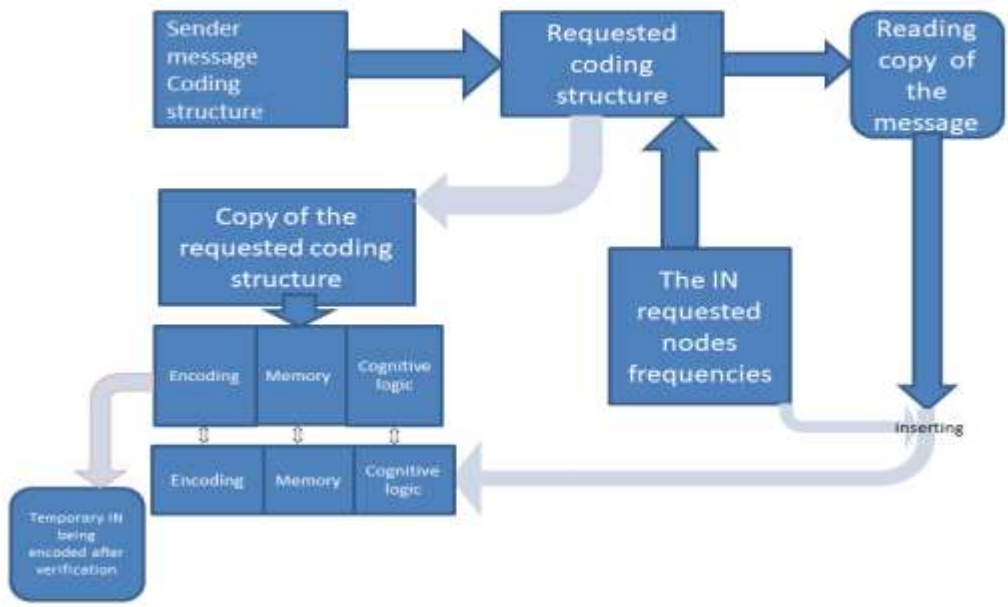 Sender
message
Coding
structure
Requested
coding
structure
Reading
copy of
the
message
Copy of the
requested coding
structure
The IN
requested
nodes
frequencies
Encoding
Memory
Cognitive
logic
inserting
Encoding
Memory
Cognitive
logic
Temporary IN
being
encoded after
verification